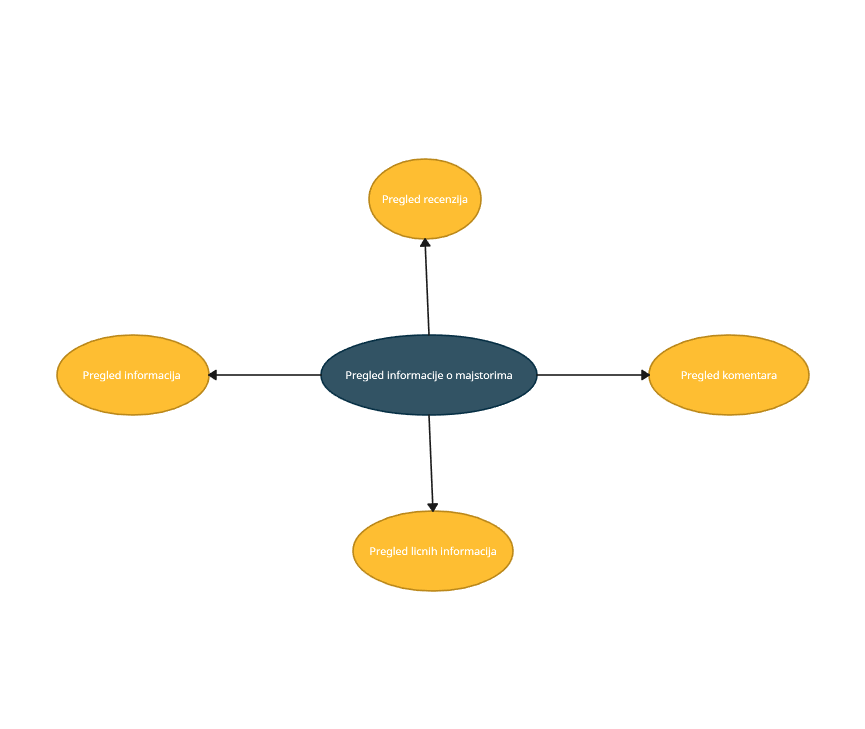 Pregled recenzija
Pregled informacija
Pregled informacije o majstorima
Pregled komentara
Pregled licnih informacija